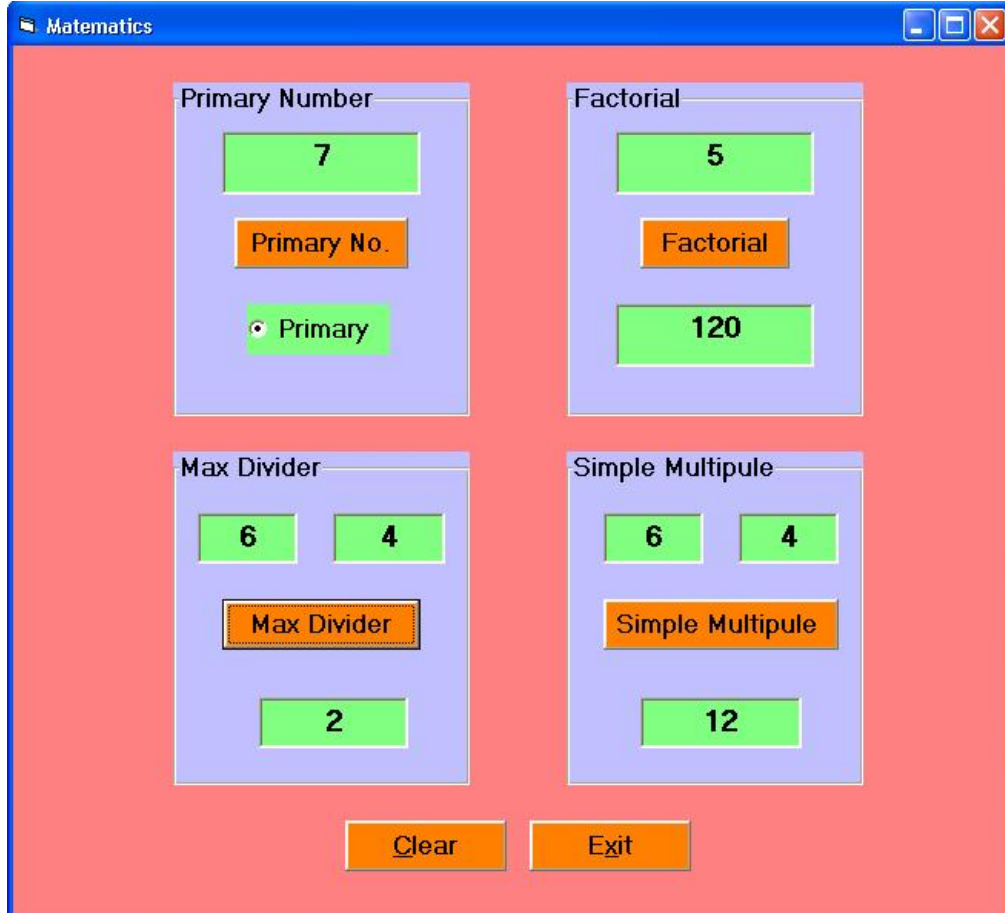 Matematics
Primary Number
7
Primary No.
Primary
Factorial
5
Factorial
120
Max Divider
6 4
Max Divider
2
Simple Multipule
6 4
Simple Multipule
12
Clear Exit